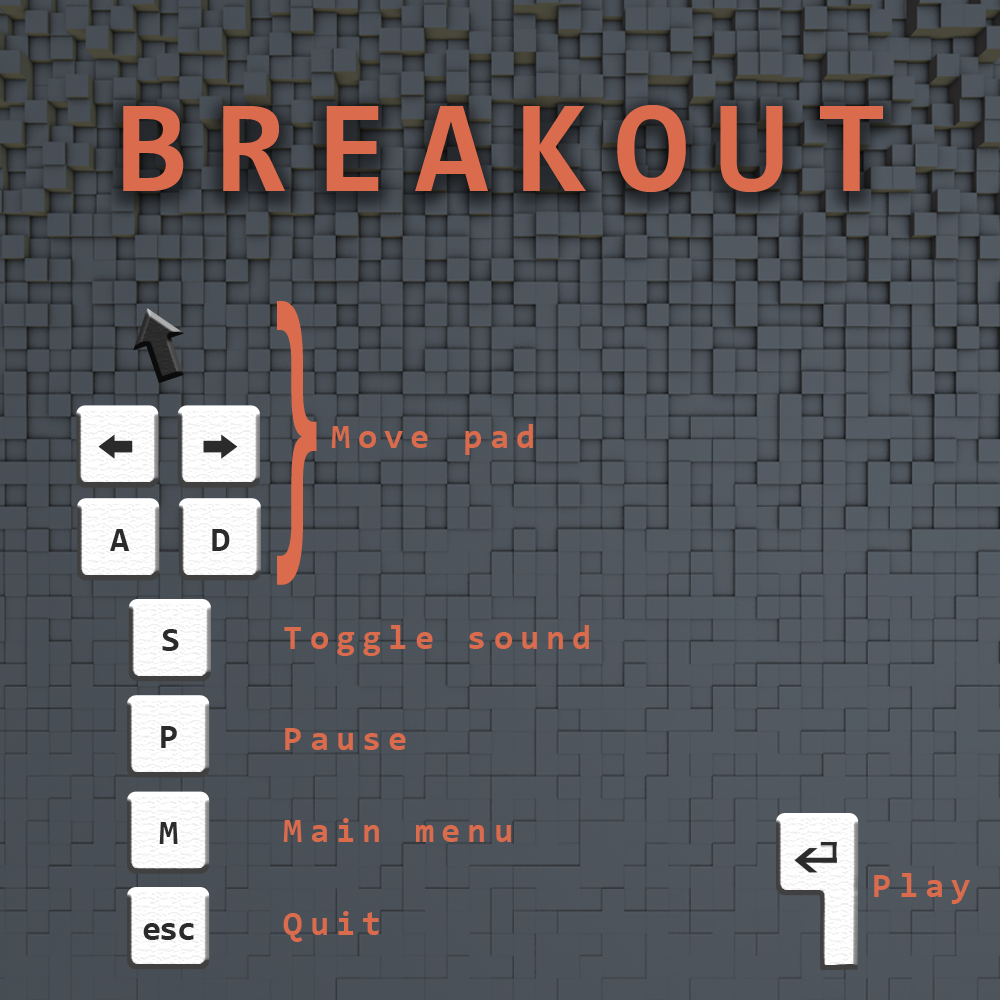 BREAKOUT
Move pad
A D
S Toggle sound
P Pause
M Main menu
Play
esc Quit